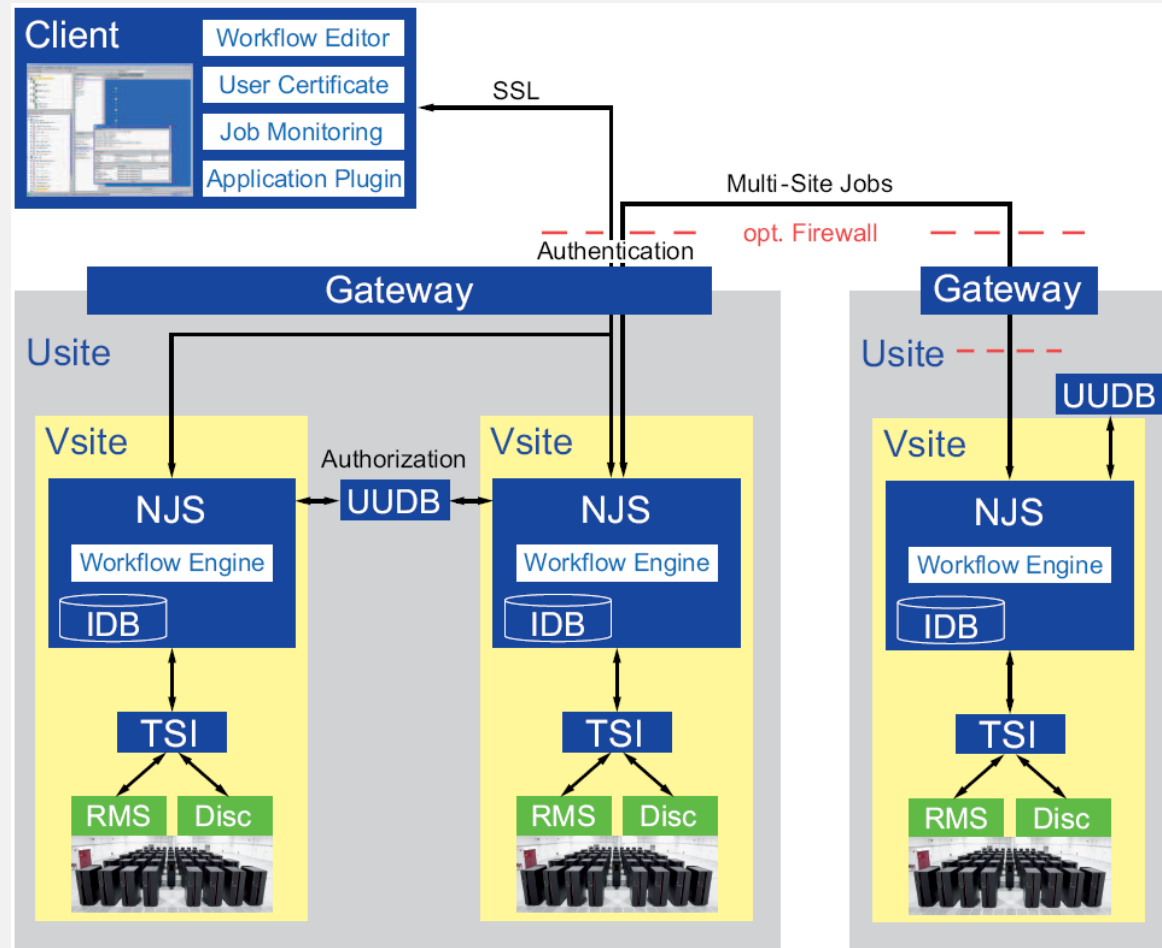 Client
Workflow Editor
User Certificate
Job Monitoring
Application Plugin
SSL
Multi-Site Jobs
opt. Firewall
Authentication
Gateway
Gateway
Usite
Usite
UUDB
Vsite
Authorization
UUDB
Vsite
Vsite
NJS
Workflow Engine
IDB
NJS
Workflow Engine
IDB
NJS
Workflow Engine
IDB
TSI
TSI
TSI
RMS
Disc
RMS
Disc
RMS
Disc